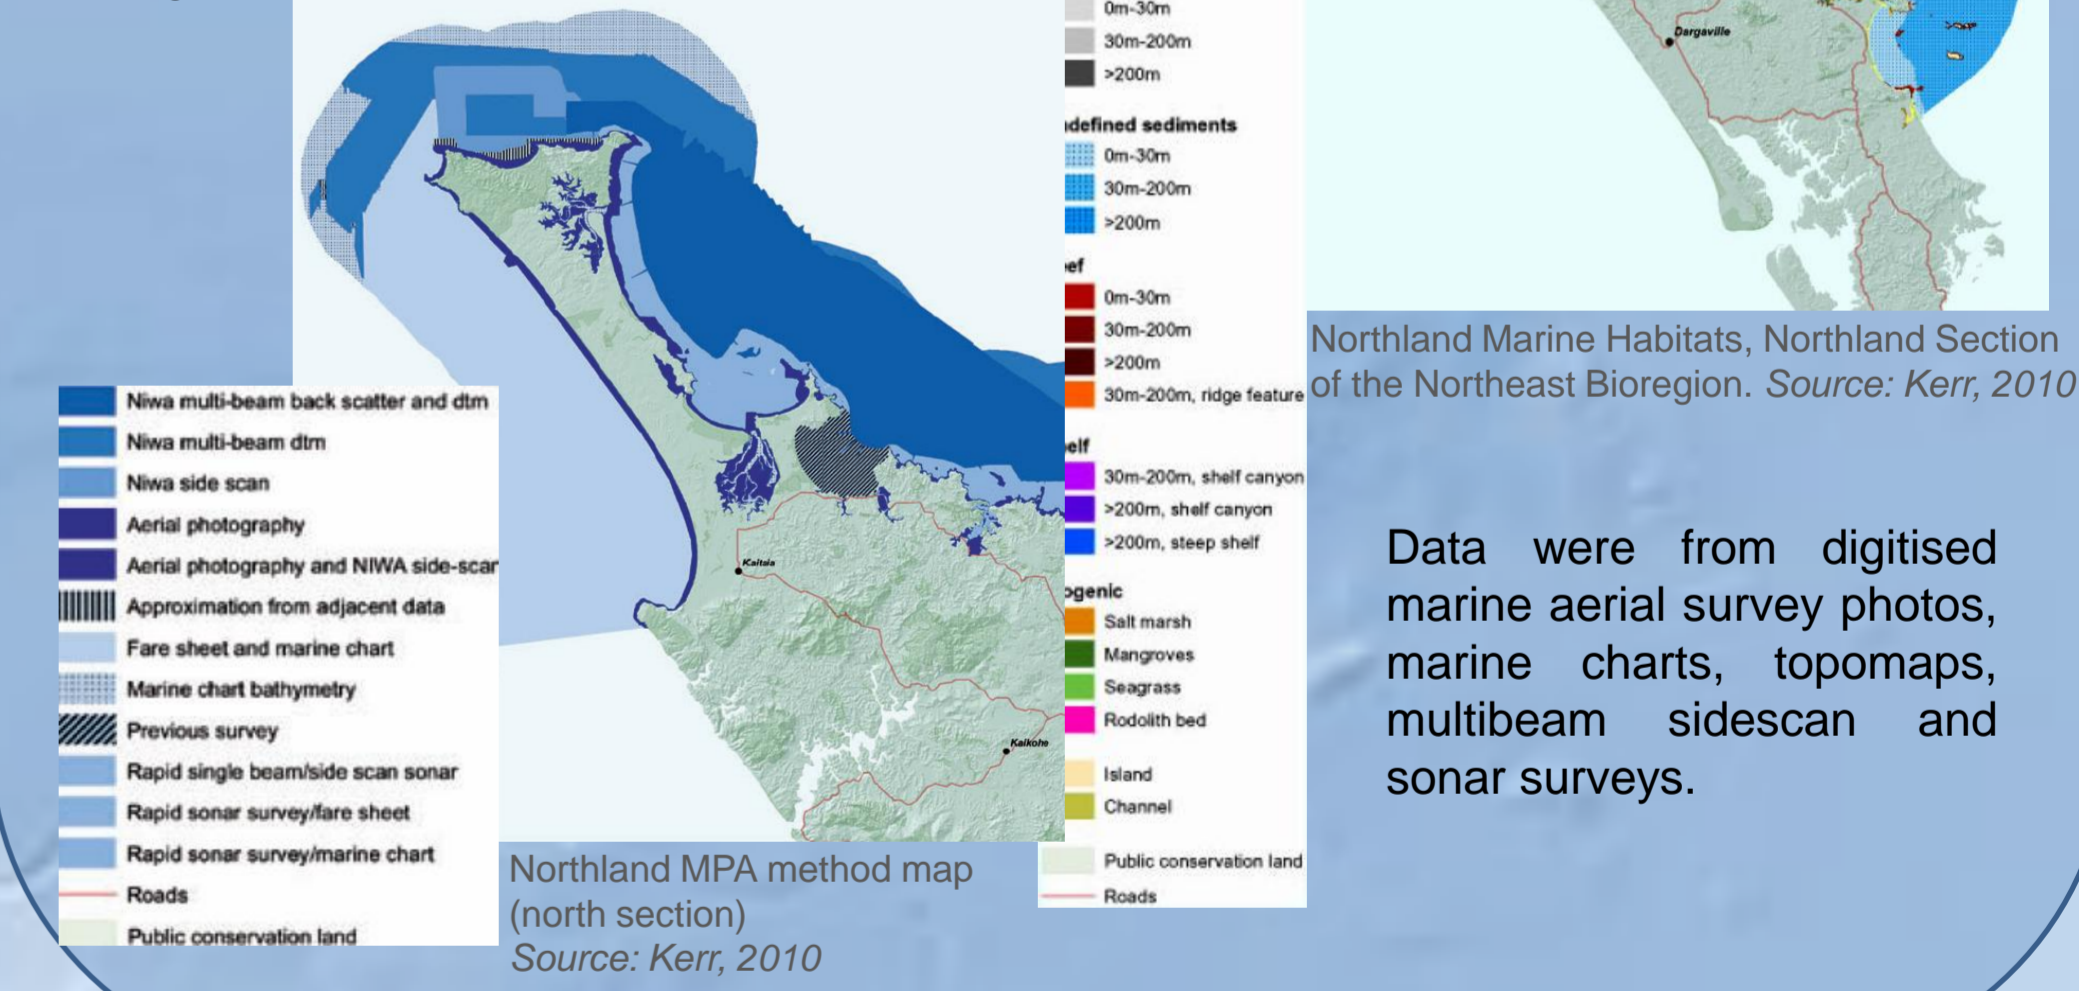 0m-30m
30m-200m
>200m
defined sediments
0m-30m
30m-200m
>200m
ef
0m-30m
30m-200m
>200m
30m-200m, ridge feature
elf
30m-200m, shelf canyon
>200m, shelf canyon
>200m, steep shelf
ogenic
Salt marsh
Mangroves
Seagrass
Rodolith bed
Island
Channel
Public conservation land
Roads
Dargaville
Northland Marine Habitats, Northland Section
of the Northeast Bioregion. Source: Kerr, 2010
Niwa multi-beam back scatter and dtm
Niwa multi-beam dtm
Niwa side scan
Aerial photography
Aerial photography and NIWA side-scan
Approximation from adjacent data
Fare sheet and marine chart
Marine chart bathymetry
Previous survey
Rapid single beam/side scan sonar
Rapid sonar survey/fare sheet
Rapid sonar survey/marine chart
Roads
Public conservation land
Kaitaia
Kaikohe
Northland MPA method map
(north section)
Source: Kerr, 2010
Data were from digitised
marine aerial survey photos,
marine charts, topomaps,
multibeam sidescan and
sonar surveys.